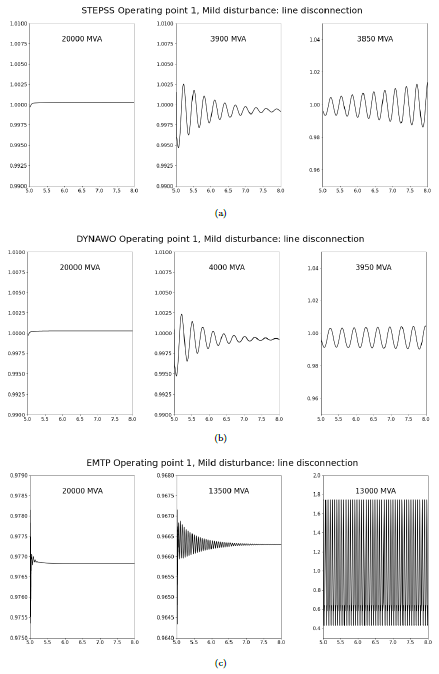 STEPSS Operating point 1, Mild disturbance: line disconnection
1.0100 1.0100
20000 MVA 3900 MVA 3850 MVA
1.04
1.0075 1.0075
1.0050 1.0050
1.02
1.0025 1.0025
1.0000 1.0000 1.00
0.9975 0.9975
0.98
0.9950 0.9950
0.9925 0.9925 0.96
0.9900 0.9900
5.0 5.5 6.0 6.5 7.0 7.5 8.0 5.0 5.5 6.0 6.5 7.0 7.5 8.0 5.0 5.5 6.0 6.5 7.0 7.5 8.0
(a)
DYNAWO Operating point 1, Mild disturbance: line disconnection
1.0100 1.0100
20000 MVA 4000 MVA 3950 MVA
1.04
1.0075 1.0075
1.0050 1.0050
1.02
1.0025 1.0025
1.0000 1.0000 1.00
0.9975 0.9975
0.98
0.9950 0.9950
0.9925 0.9925 0.96
0.9900 0.9900
5.0 5.5 6.0 6.5 7.0 7.5 8.0 5.0 5.5 6.0 6.5 7.0 7.5 8.0 5.0 5.5 6.0 6.5 7.0 7.5 8.0
(b)
EMTP Operating point 1, Mild disturbance: line disconnection
0.9790 0.9680 2.0
20000 MVA 13500 MVA 13000 MVA
0.9785 0.9675 1.8
0.9780 0.9670 1.6
0.9775 0.9665 1.4
1.2
0.9770 0.9660
1.0
0.9765 0.9655
0.8
0.9760 0.9650
0.6
0.9755 0.9645
0.4
0.9750 0.9640
5.0 5.5 6.0 6.5 7.0 7.5 8.0 5.0 5.5 6.0 6.5 7.0 7.5 8.0 5.0 5.5 6.0 6.5 7.0 7.5 8.0
(c)